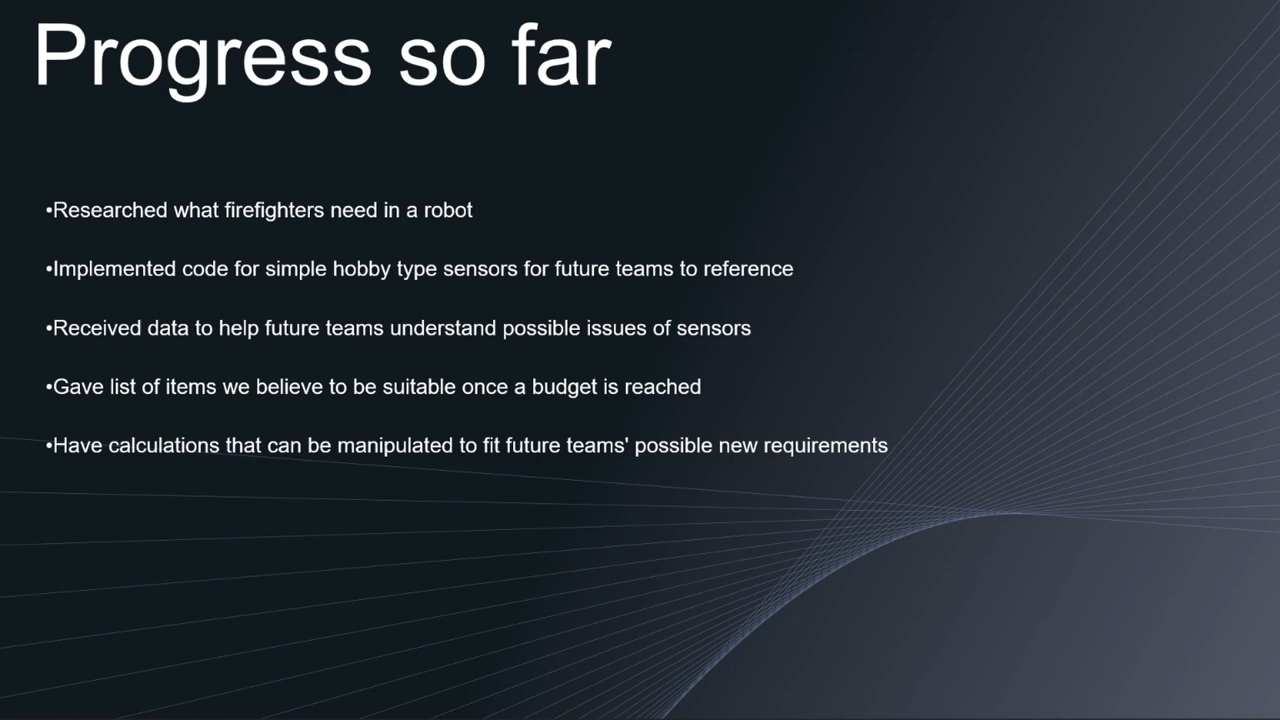 Progress so far
•Researched what firefighters need in a robot
•Implemented code for simple hobby type sensors for future teams to reference
•Received data to help future teams understand possible issues of sensors
•Gave list of items we believe to be suitable once a budget is reached
•Have calculations that can be manipulated to fit future teams' possible new requirements